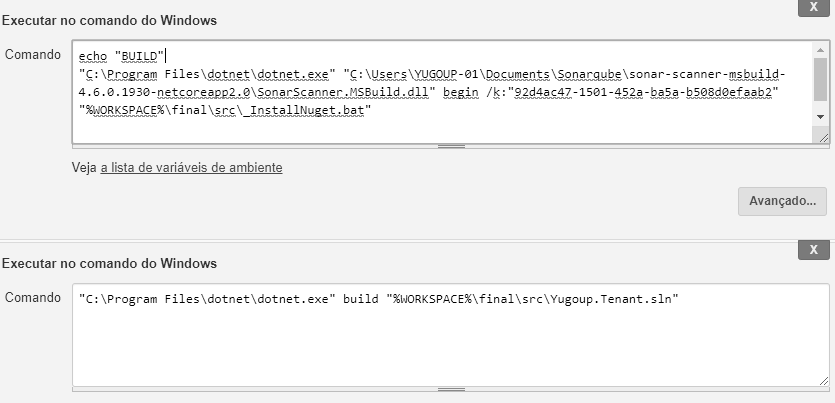 X
Executar no comando do Windows
Comando
echo "BUILD"
"C:\Program Files\dotnet\dotnet.exe" "C:\Users\YUGOUP-01\Documents\Sonarqube\sonar-scanner-msbuild-
4.6.0.1930-netcoreapp2.0\SonarScanner.MSBuild.dll" begin /k:"92d4ac47-1501-452a-ba5a-b508d0efaab2"
"%WORKSPACE%\final\src\_InstallNuget.bat"
Veja a lista de variáveis de ambiente
Avançado...
X
Executar no comando do Windows
Comando
"C:\Program Files\dotnet\dotnet.exe" build "%WORKSPACE%\final\src\Yugoup.Tenant.sln"